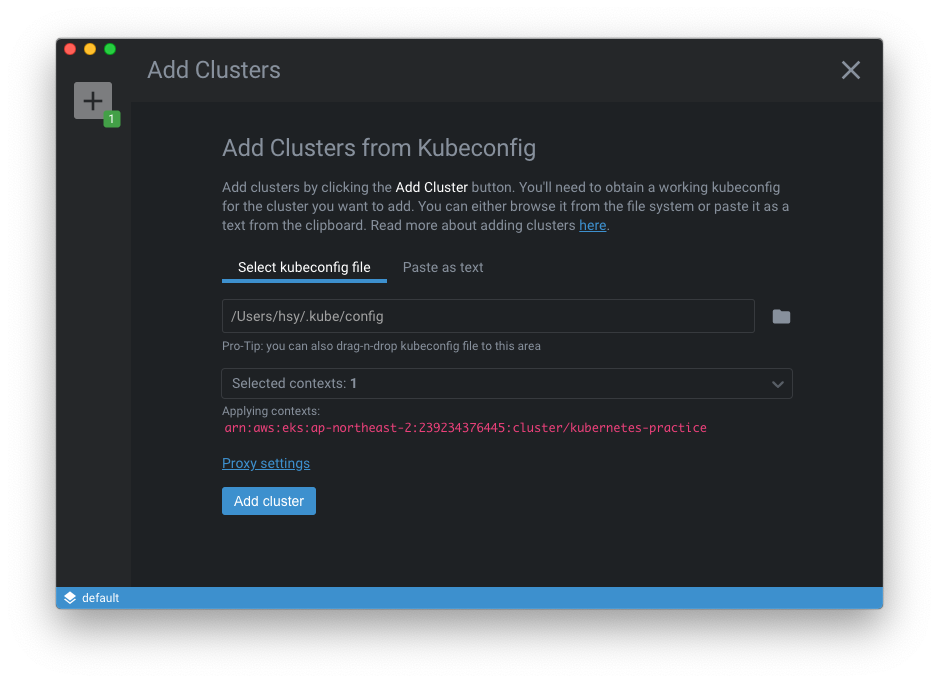 Add Clusters
1
Add Clusters from Kubeconfig
Add clusters by clicking the Add Cluster button. You'll need to obtain a working kubeconfig
for the cluster you want to add. You can either browse it from the file system or paste it as a
text from the clipboard. Read more about adding clusters here.
Select kubeconfig file
Paste as text
/Users/hsy/.kube/config
Pro-Tip: you can also drag-n-drop kubeconfig file to this area
Selected contexts: 1
Applying contexts:
arn:aws:eks:ap-northeast-2:239234376445:cluster/kubernetes-practice
Proxy settings
Add cluster
default